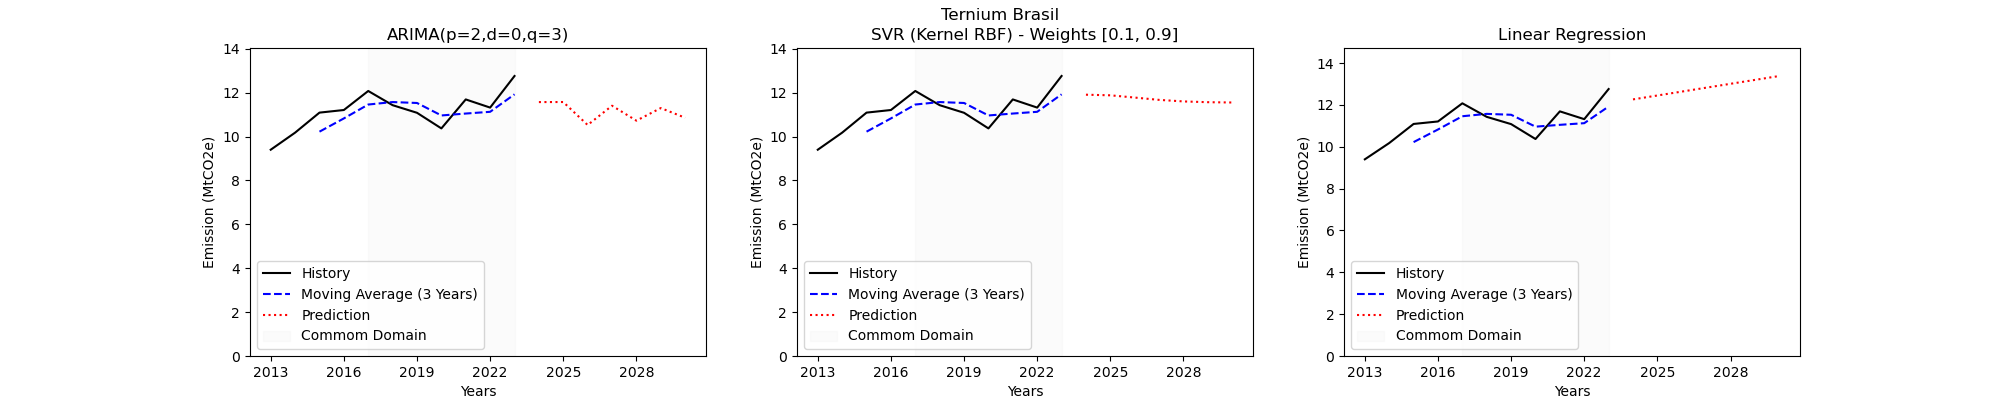 Ternium Brasil
ARIMA(p=2,d=0,q=3)
14
12
10
8
6
4
2
0
Emission (MtCO2e)
History
Moving Average (3 Years)
Prediction
Commom Domain
2013 2016 2019 2022 2025 2028
Years
SVR (Kernel RBF) - Weights [0.1, 0.9]
14
12
10
8
6
4
2
0
Emission (MtCO2e)
History
Moving Average (3 Years)
Prediction
Commom Domain
2013 2016 2019 2022 2025 2028
Years
Linear Regression
14
12
10
8
6
4
2
0
Emission (MtCO2e)
History
Moving Average (3 Years)
Prediction
Commom Domain
2013 2016 2019 2022 2025 2028
Years